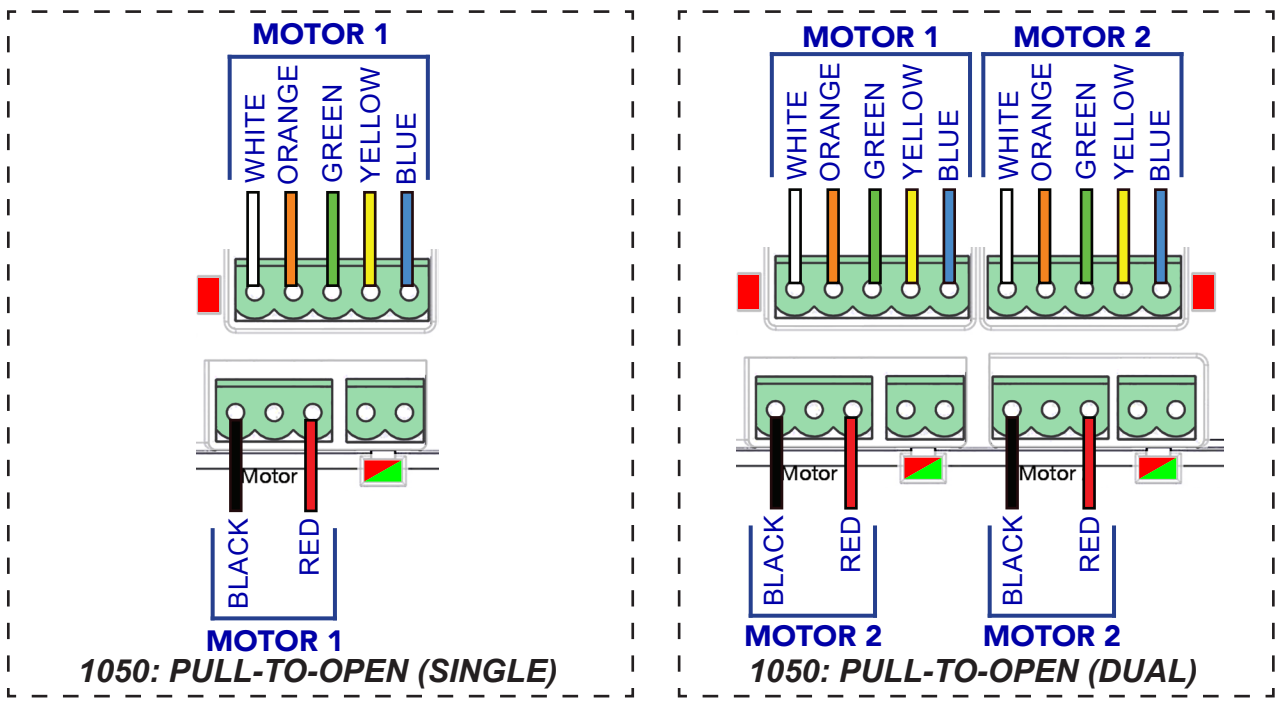 MOTOR 1
WHITE
ORANGE
GREEN
YELLOW
BLUE
Motor
BLACK
RED
MOTOR 1
1050: PULL-TO-OPEN (SINGLE)
MOTOR 1
WHITE
ORANGE
GREEN
YELLOW
BLUE
MOTOR 2
WHITE
ORANGE
GREEN
YELLOW
BLUE
Motor
BLACK
RED
MOTOR 2
Motor
BLACK
RED
MOTOR 2
1050: PULL-TO-OPEN (DUAL)